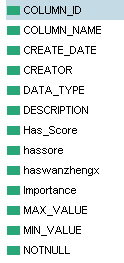 COLUMN_ID
COLUMN_NAME
CREATE_DATE
CREATOR
DATA_TYPE
DESCRIPTION
Has_Score
hassore
haswanzhengx
Importance
MAX_VALUE
MIN_VALUE
NOTNULL